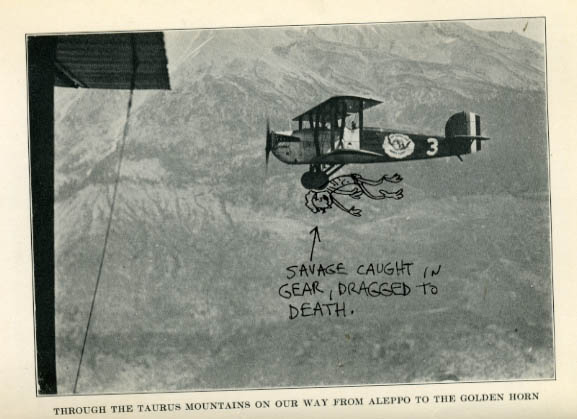 3
SAVAGE CAUGHT IN
GEAR, DRAGGED TO
DEATH.
THROUGH THE TAURUS MOUNTAINS ON OUR WAY FROM ALEPPO TO THE GOLDEN HORN